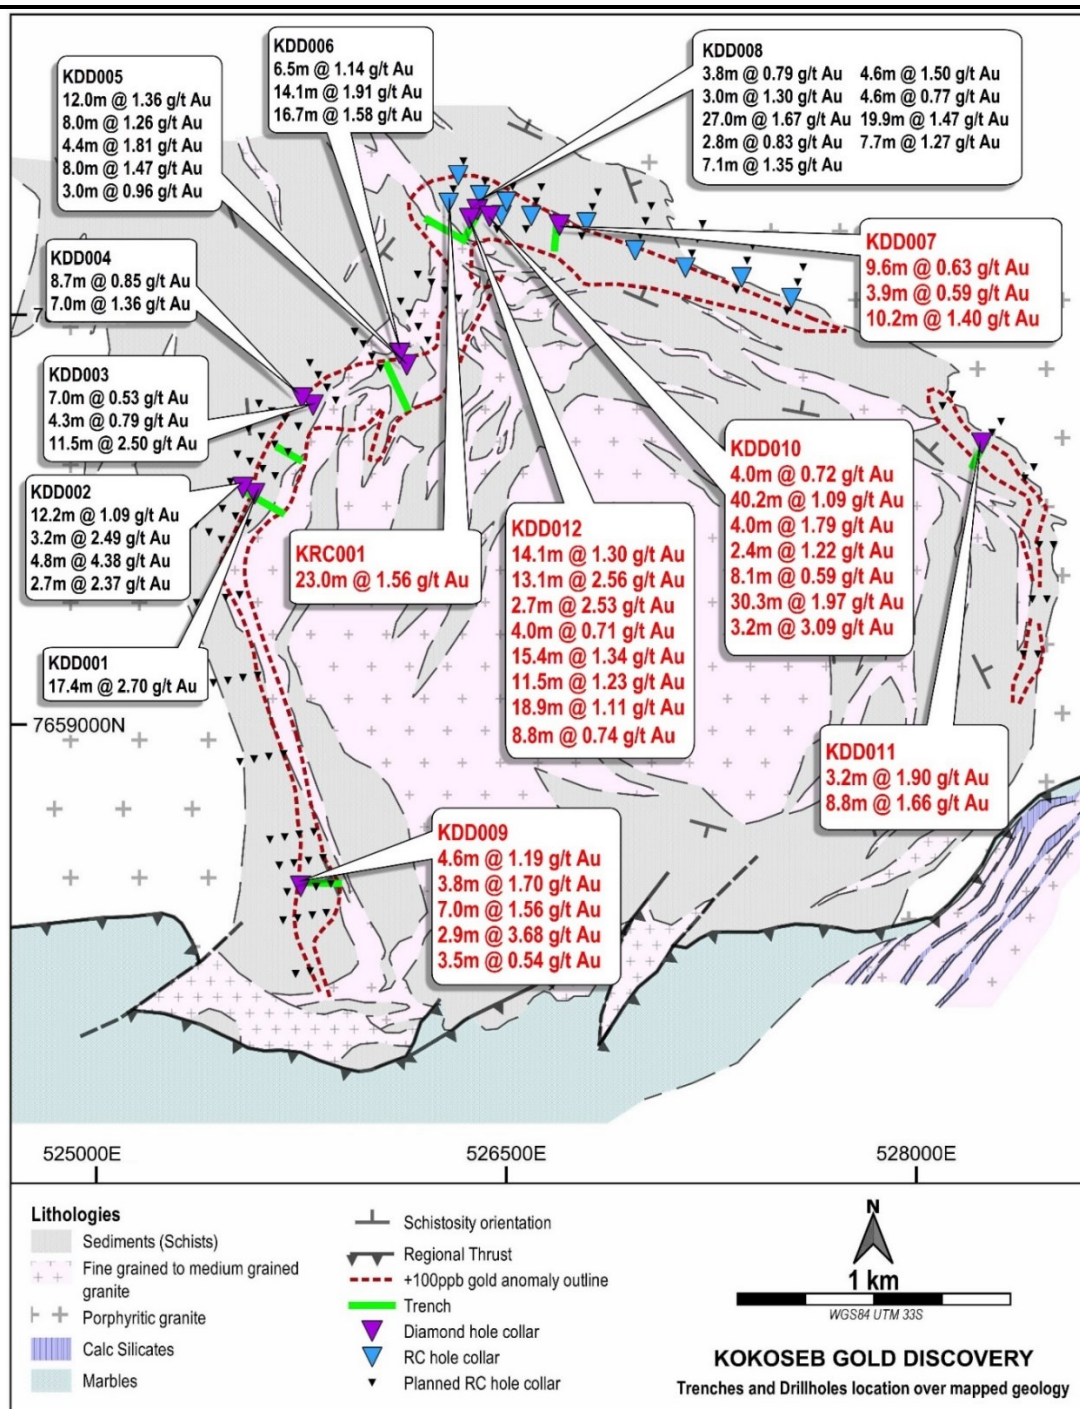 KDD006
6.5m @ 1.14 g/t Au
14.1m @ 1.91 g/t Au
16.7m @ 1.58 g/t Au
KDD008
3.8m @ 0.79 g/t Au 4.6m @ 1.50 g/t Au
3.0m @ 1.30 g/t Au 4.6m @ 0.77 g/t Au
27.0m @ 1.67 g/t Au 19.9m @ 1.47 g/t Au
2.8m @ 0.83 g/t Au 7.7m @ 1.27 g/t Au
7.1m @ 1.35 g/t Au
KDD005
12.0m @ 1.36 g/t Au
8.0m @ 1.26 g/t Au
4.4m @ 1.81 g/t Au
8.0m @ 1.47 g/t Au
3.0m @ 0.96 g/t Au
KDD004
8.7m @ 0.85 g/t Au
7.0m @ 1.36 g/t Au
KDD007
9.6m @ 0.63 g/t Au
3.9m @ 0.59 g/t Au
10.2m @ 1.40 g/t Au
KDD003
7.0m @ 0.53 g/t Au
4.3m @ 0.79 g/t Au
11.5m @ 2.50 g/t Au
KDD002
12.2m @ 1.09 g/t Au
3.2m @ 2.49 g/t Au
4.8m @ 4.38 g/t Au
2.7m @ 2.37 g/t Au
KRC001
23.0m @ 1.56 g/t Au
KDD012
14.1m @ 1.30 g/t Au
13.1m @ 2.56 g/t Au
2.7m @ 2.53 g/t Au
4.0m @ 0.71 g/t Au
15.4m @ 1.34 g/t Au
11.5m @ 1.23 g/t Au
18.9m @ 1.11 g/t Au
8.8m @ 0.74 g/t Au
KDD010
4.0m @ 0.72 g/t Au
40.2m @ 1.09 g/t Au
4.0m @ 1.79 g/t Au
2.4m @ 1.22 g/t Au
8.1m @ 0.59 g/t Au
30.3m @ 1.97 g/t Au
3.2m @ 3.09 g/t Au
KDD001
17.4m @ 2.70 g/t Au
7659000N
KDD011
3.2m @ 1.90 g/t Au
8.8m @ 1.66 g/t Au
KDD009
4.6m @ 1.19 g/t Au
3.8m @ 1.70 g/t Au
7.0m @ 1.56 g/t Au
2.9m @ 3.68 g/t Au
3.5m @ 0.54 g/t Au
525000E 526500E 528000E
Lithologies
Sediments (Schists)
Fine grained to medium grained
granite
Porphyritic granite
Calc Silicates
Marbles
Schistosity orientation
Regional Thrust
+100ppb gold anomaly outline
Trench
Diamond hole collar
RC hole collar
Planned RC hole collar
N
1 km
WGS84 UTM 33S
KOKOSEB GOLD DISCOVERY
Trenches and Drillholes location over mapped geology